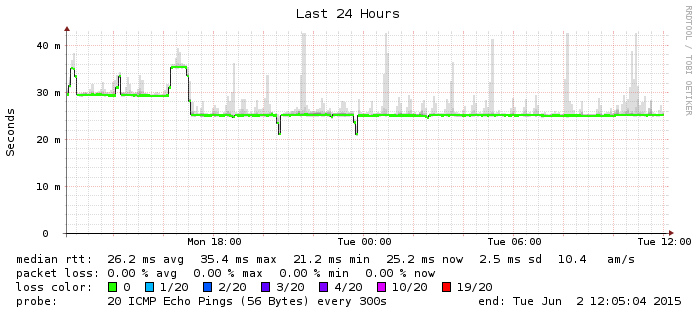 Last 24 Hours
RRDTOOL / TOBI OETIKER
Seconds
40 m
30 m
20 m
10 m
0
Mon 18:00 Tue 00:00 Tue 06:00 Tue 12:00
median rtt: 26.2 ms avg 35.4 ms max 21.2 ms min 25.2 ms now 2.5 ms sd 10.4 am/s
packet loss: 0.00 % avg 0.00 % max 0.00 % min 0.00 % now
loss color: 0 1/20 2/20 3/20 4/20 10/20 19/20
probe: 20 ICMP Echo Pings (56 Bytes) every 300s end: Tue Jun 2 12:05:04 2015